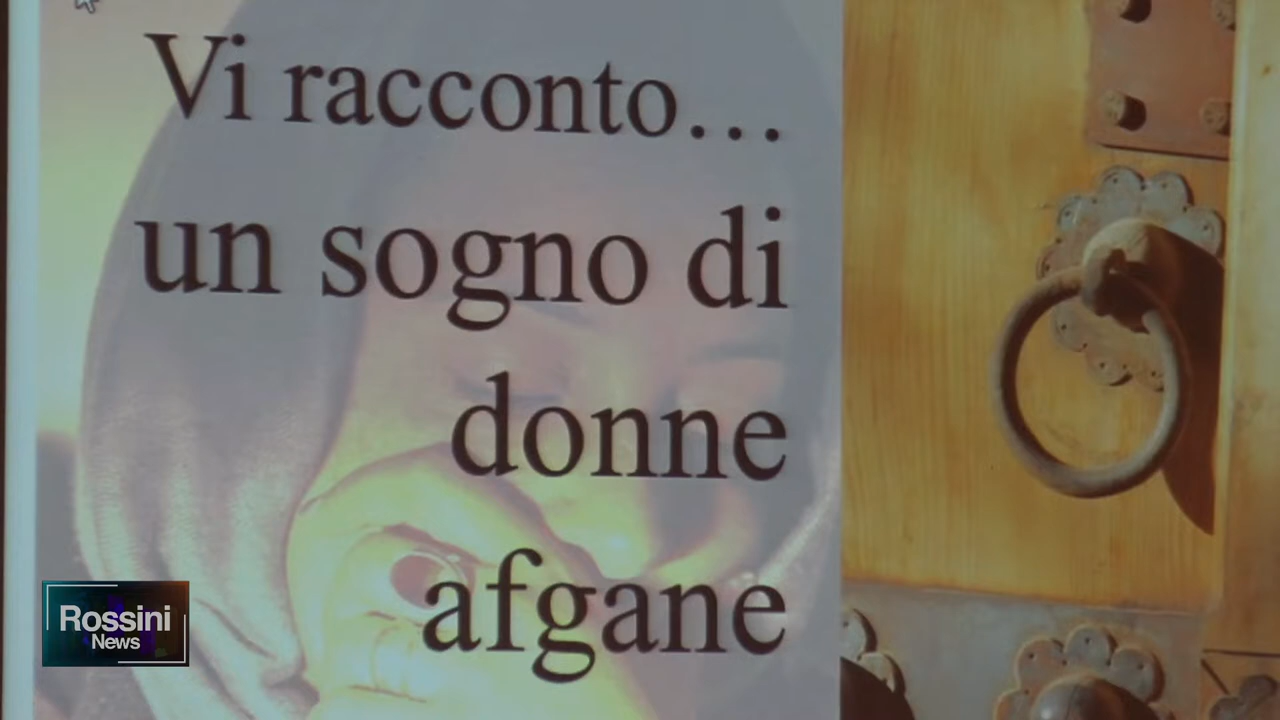 Vi racconto...
un sogno di
donne
afgane
Rossini
News